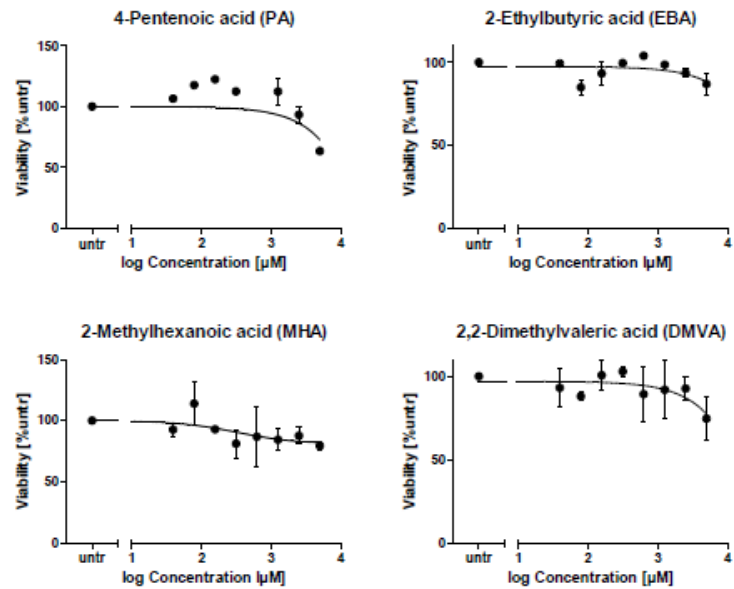 4-Pentenoic acid (PA)
Viability [%untr]
150
100
50
0
untr 1 2 3 4
log Concentration [µM]
2-Ethylbutyric acid (EBA)
Viability [%untr]
100
50
0
untr 1 2 3 4
log Concentration lµM]
2-Methylhexanoic acid (MHA)
Viability [%untr]
150
100
50
0
untr 1 2 3 4
log Concentration lµM]
2,2-Dimethylvaleric acid (DMVA)
Viability [%untr]
100
50
0
untr 1 2 3 4
log Concentration [µM]